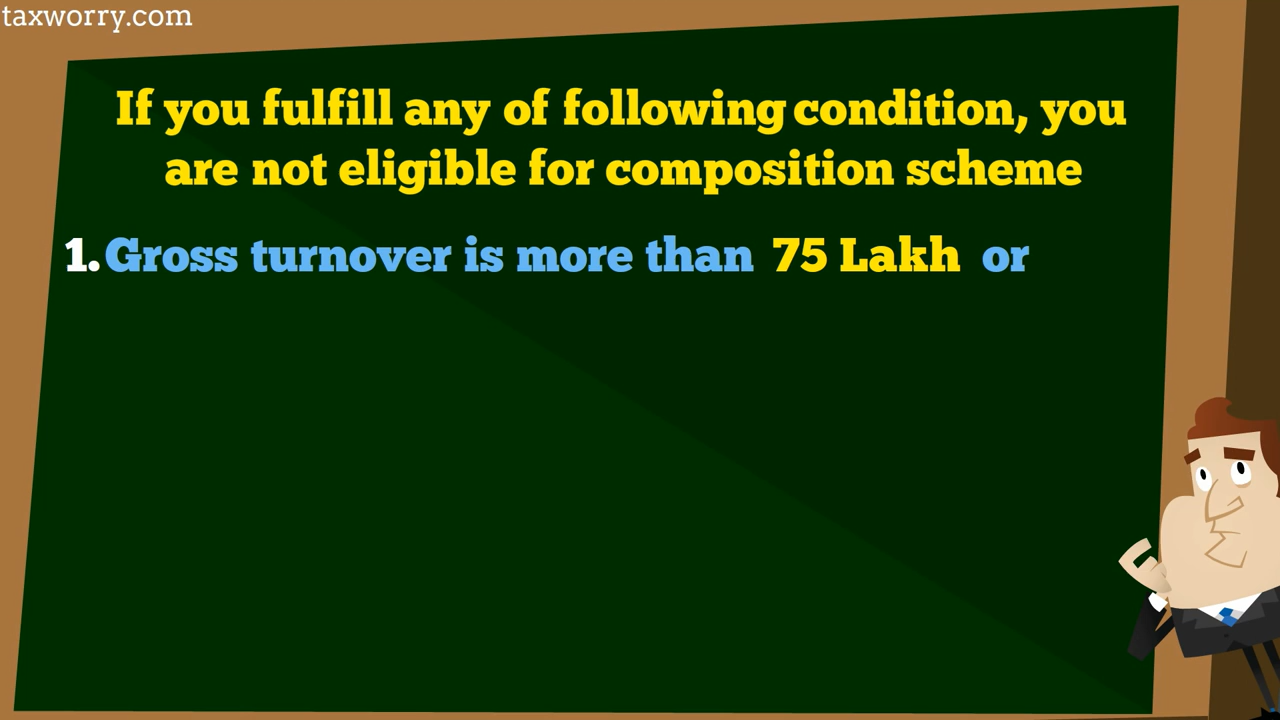 taxworry.com
If you fulfill any of following condition, you
are not eligible for composition scheme
1. Gross turnover is more than 75 Lakh or